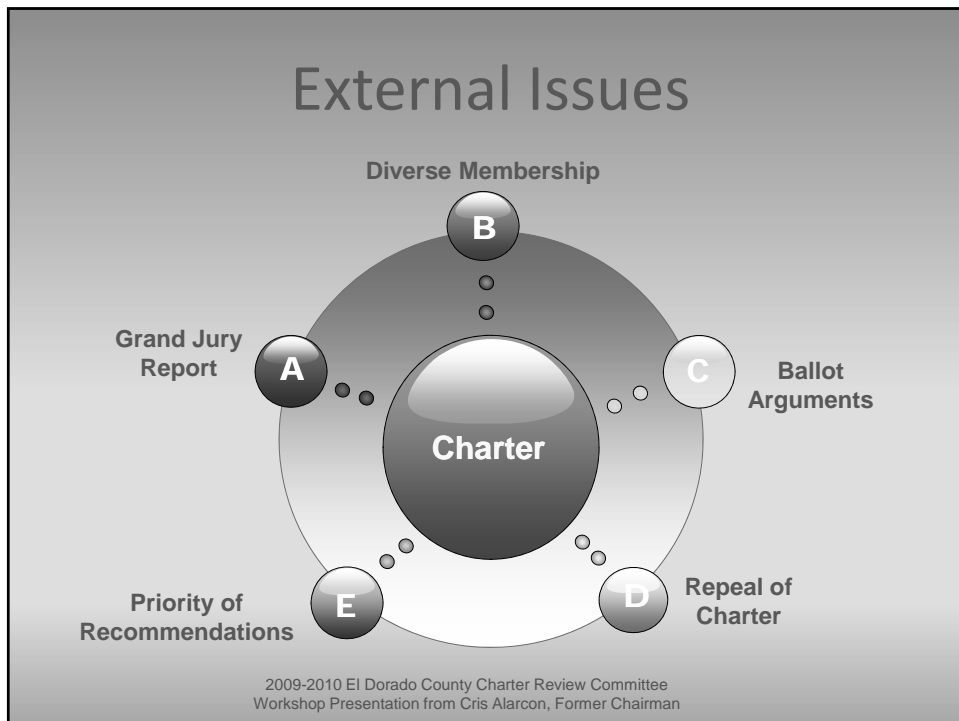 External Issues
Diverse Membership
B
Grand Jury
Report
A
C
Ballot
Arguments
Charter
Priority of
Recommendations
E
D
Repeal of
Charter
2009-2010 El Dorado County Charter Review Committee
Workshop Presentation from Cris Alarcon, Former Chairman